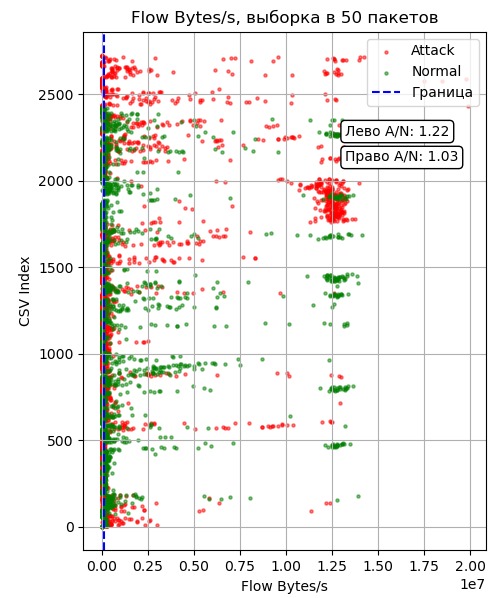 Flow Bytes/s, выборка в 50 пакетов
Attack
Normal
Граница
Лево A/N: 1.22
Право A/N: 1.03
CSV Index
2500
2000
1500
1000
500
0
0.00
0.25
0.50
0.75
1.00
1.25
1.50
1.75
2.00
1e7
Flow Bytes/s